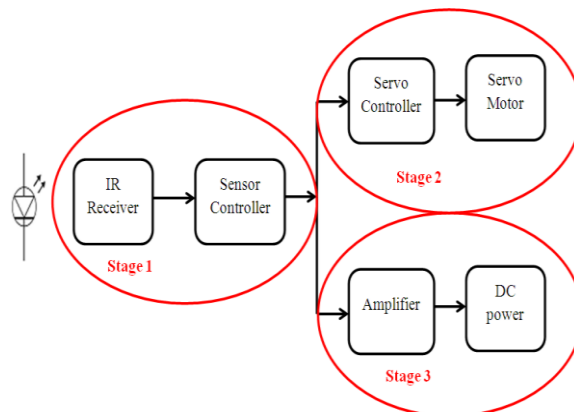 IR
Receiver
Sensor
Controller
Stage 1
Servo
Controller
Servo
Motor
Stage 2
Amplifier
DC
power
Stage 3